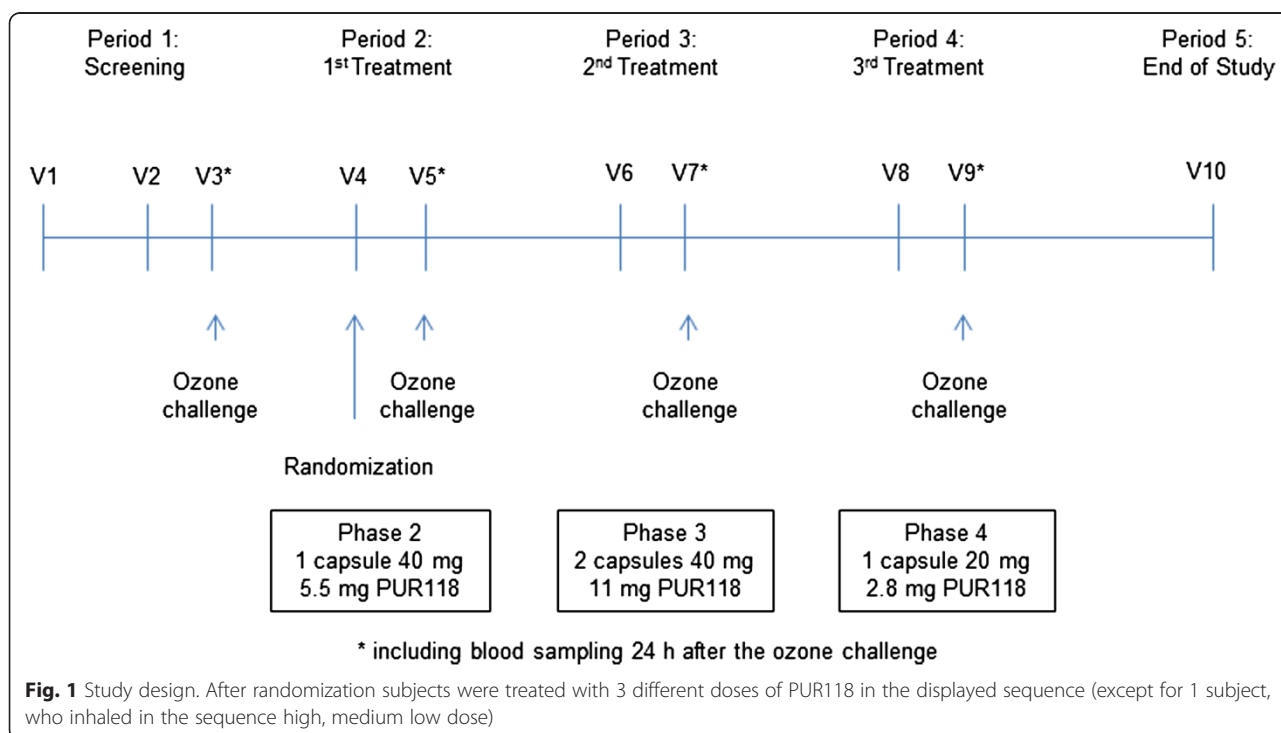 Period 1: Period 2: Period 3: Period 4: Period 5:
Screening 1st Treatment 2nd Treatment 3rd Treatment End of Study
V1 V2 V3* V4 V5* V6 V7* V8 V9* V10
Ozone Ozone Ozone Ozone
challenge challenge challenge challenge
Randomization
Phase 2 Phase 3 Phase 4
1 capsule 40 mg 2 capsules 40 mg 1 capsule 20 mg
5.5 mg PUR118 11 mg PUR118 2.8 mg PUR118
* including blood sampling 24 h after the ozone challenge
Fig. 1 Study design. After randomization subjects were treated with 3 different doses of PUR118 in the displayed sequence (except for 1 subject,
who inhaled in the sequence high, medium low dose)